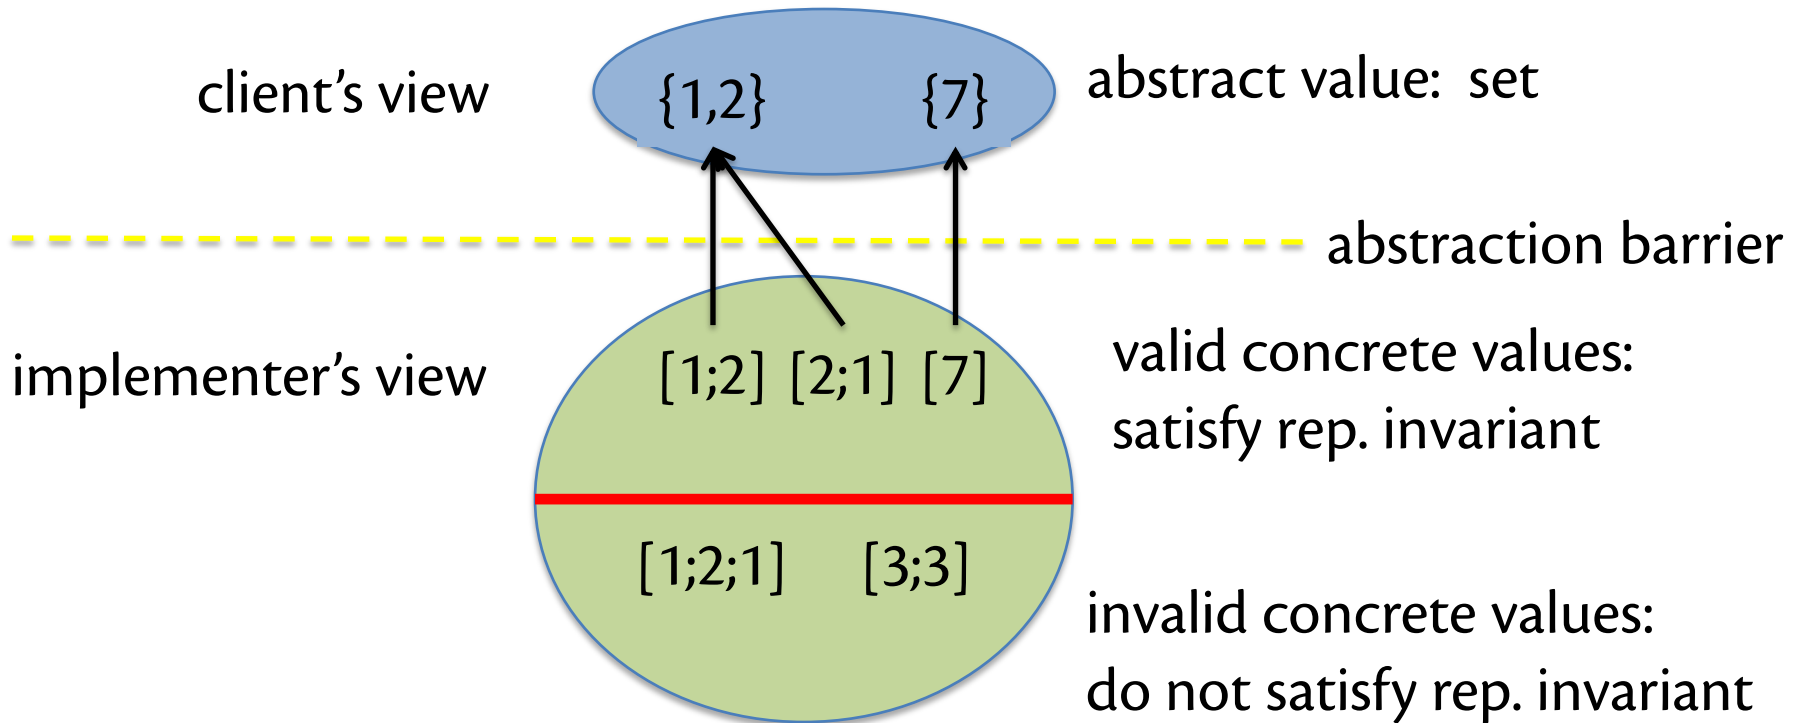 client’s view
{1,2} {7}
abstract value: set
abstraction barrier
implementer’s view
[1;2] [2;1] [7]
valid concrete values:
satisfy rep. invariant
[1;2;1] [3;3]
invalid concrete values:
do not satisfy rep. invariant